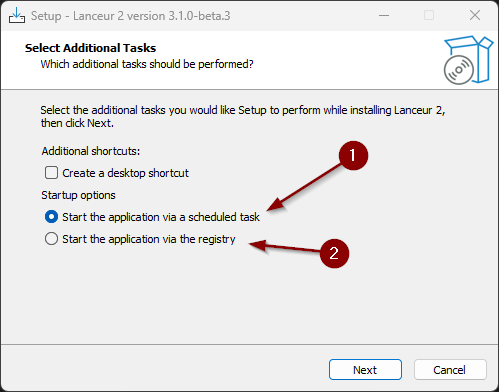 Setup - Lanceur 2 version 3.1.0-beta.3
Select Additional Tasks
Which additional tasks should be performed?
Select the additional tasks you would like Setup to perform while installing Lanceur 2,
then click Next.
Additional shortcuts:
1
Create a desktop shortcut
Startup options
Start the application via a scheduled task
Start the application via the registry
2
Next
Cancel